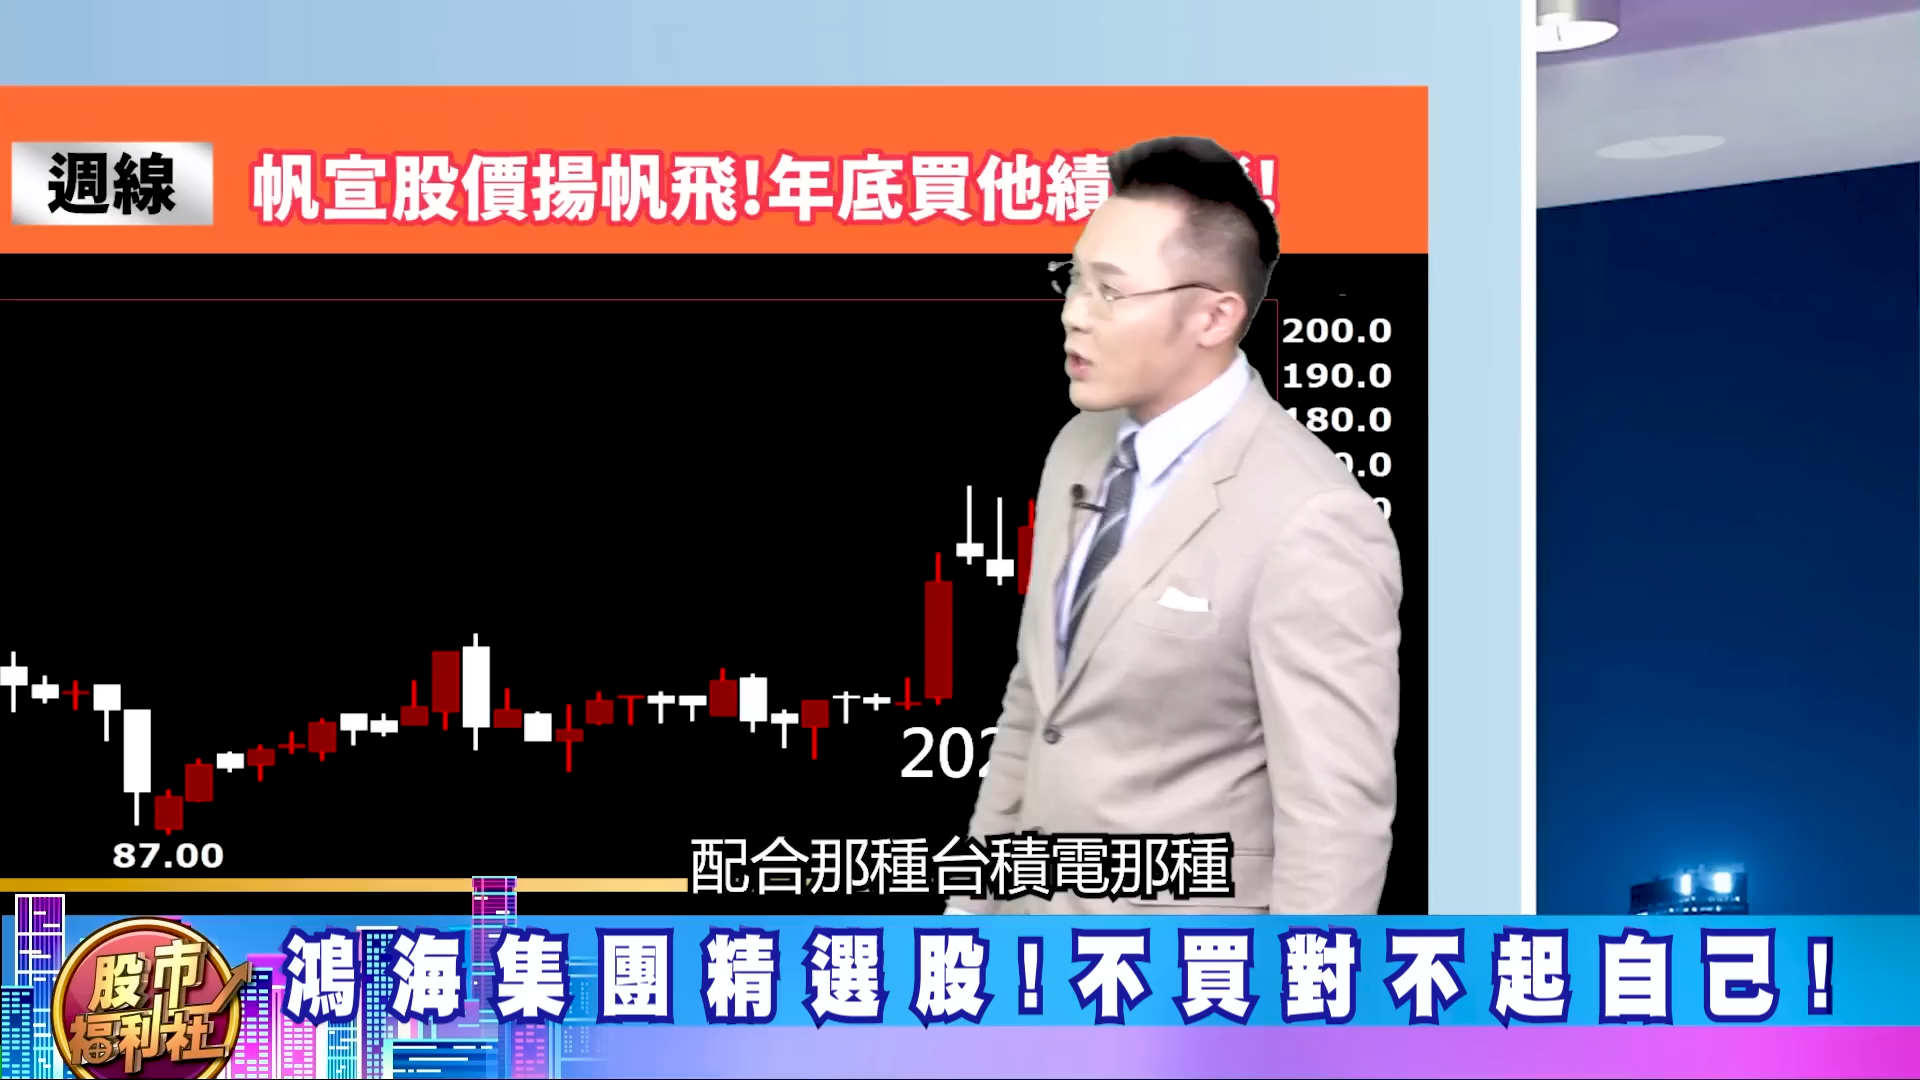 週線
帆宣股價揚帆飛!年底買他績!
200.0
190.0
180.0
0.0
87.00
202
配合那種台積電那種
鴻海集團精選股!不買對不起自己!
股市
福利社